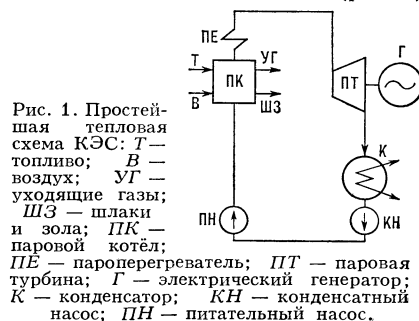 ПЕ
Т
УГ
ПК
В
ШЗ
ПТ
Г
К
ПН
КН
Рис. 1. Простей-
шая тепловая
схема КЭС: Т—
топливо; В —
воздух; УГ —
уходящие газы;
ШЗ — шлаки
и зола; ПК —
паровой котёл;
ПЕ — пароперегреватель; ПТ — паровая
турбина; Г — электрический генератор;
К — конденсатор; КН — конденсатный
насос; ПН — питательный насос.